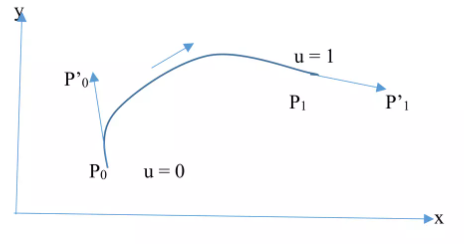 y
u = 1
P’0
P1
P’1
P0
u = 0
x